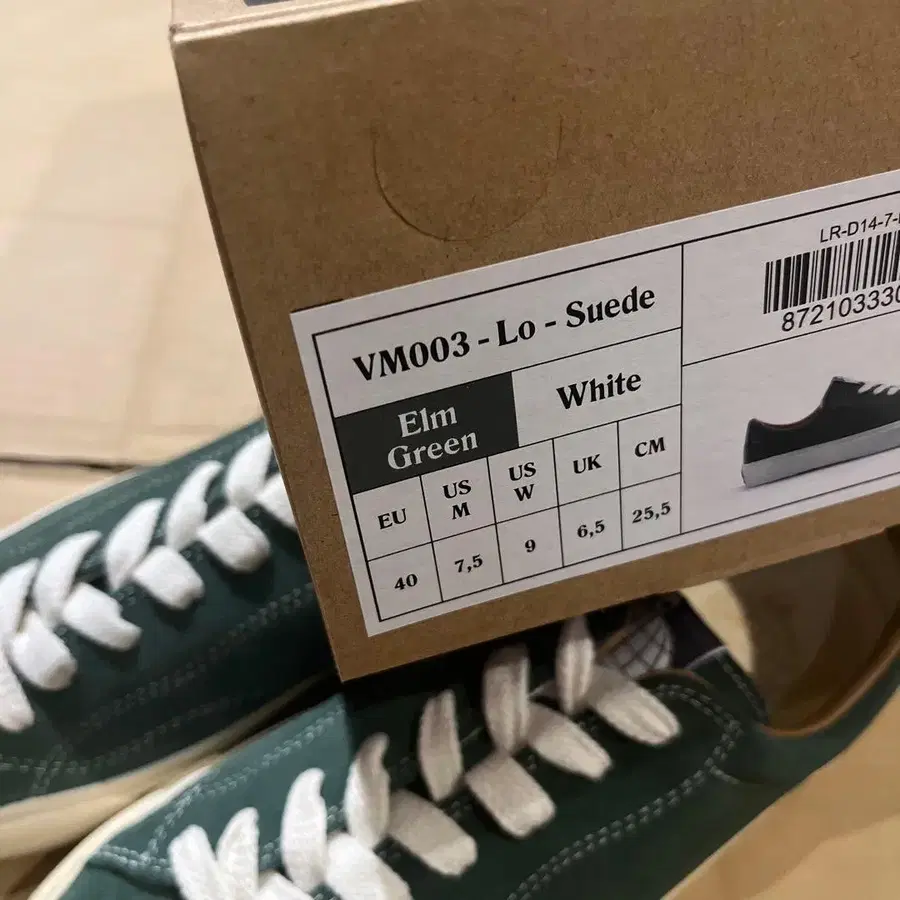 LR-D14-7-
872103330
VM003 - Lo - Suede
Elm
Green
White
EU
US
M
US
W
UK
CM
40
7,5
9
6,5
25,5